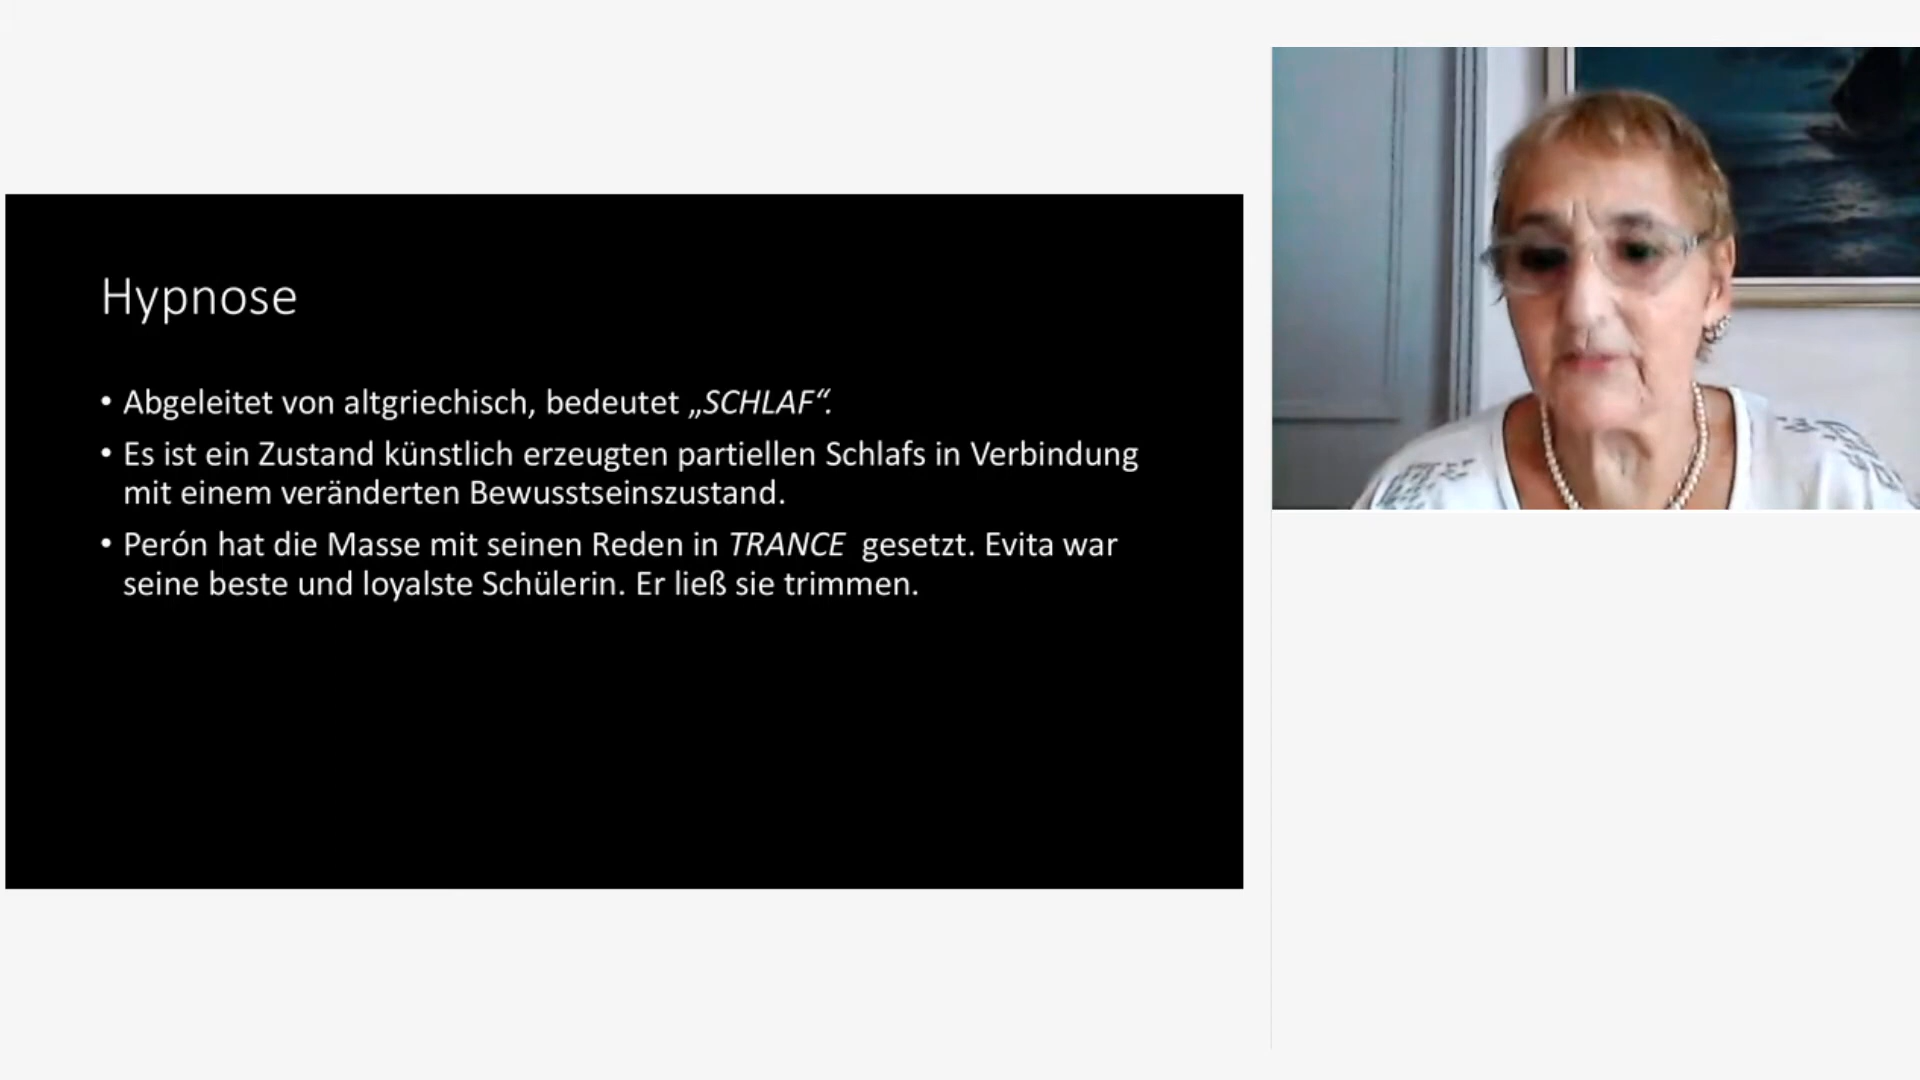 Hypnose
• Abgeleitet von altgriechisch, bedeutet „SCHLAF“.
• Es ist ein Zustand künstlich erzeugten partiellen Schlafs in Verbindung
mit einem veränderten Bewusstseinszustand.
• Perón hat die Masse mit seinen Reden in TRANCE gesetzt. Evita war
seine beste und loyalste Schülerin. Er ließ sie trimmen.